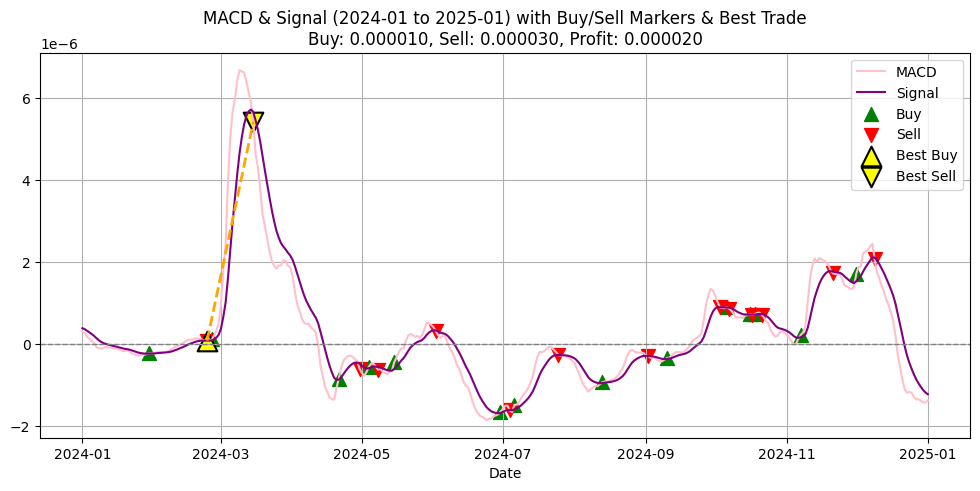 MACD & Signal (2024-01 to 2025-01) with Buy/Sell Markers & Best Trade
Buy: 0.000010, Sell: 0.000030, Profit: 0.000020
1e−6
6
4
2
0
−2
MACD
Signal
Buy
Sell
Best Buy
Best Sell
2024-01
2024-03
2024-05
2024-07
2024-09
2024-11
2025-01
Date